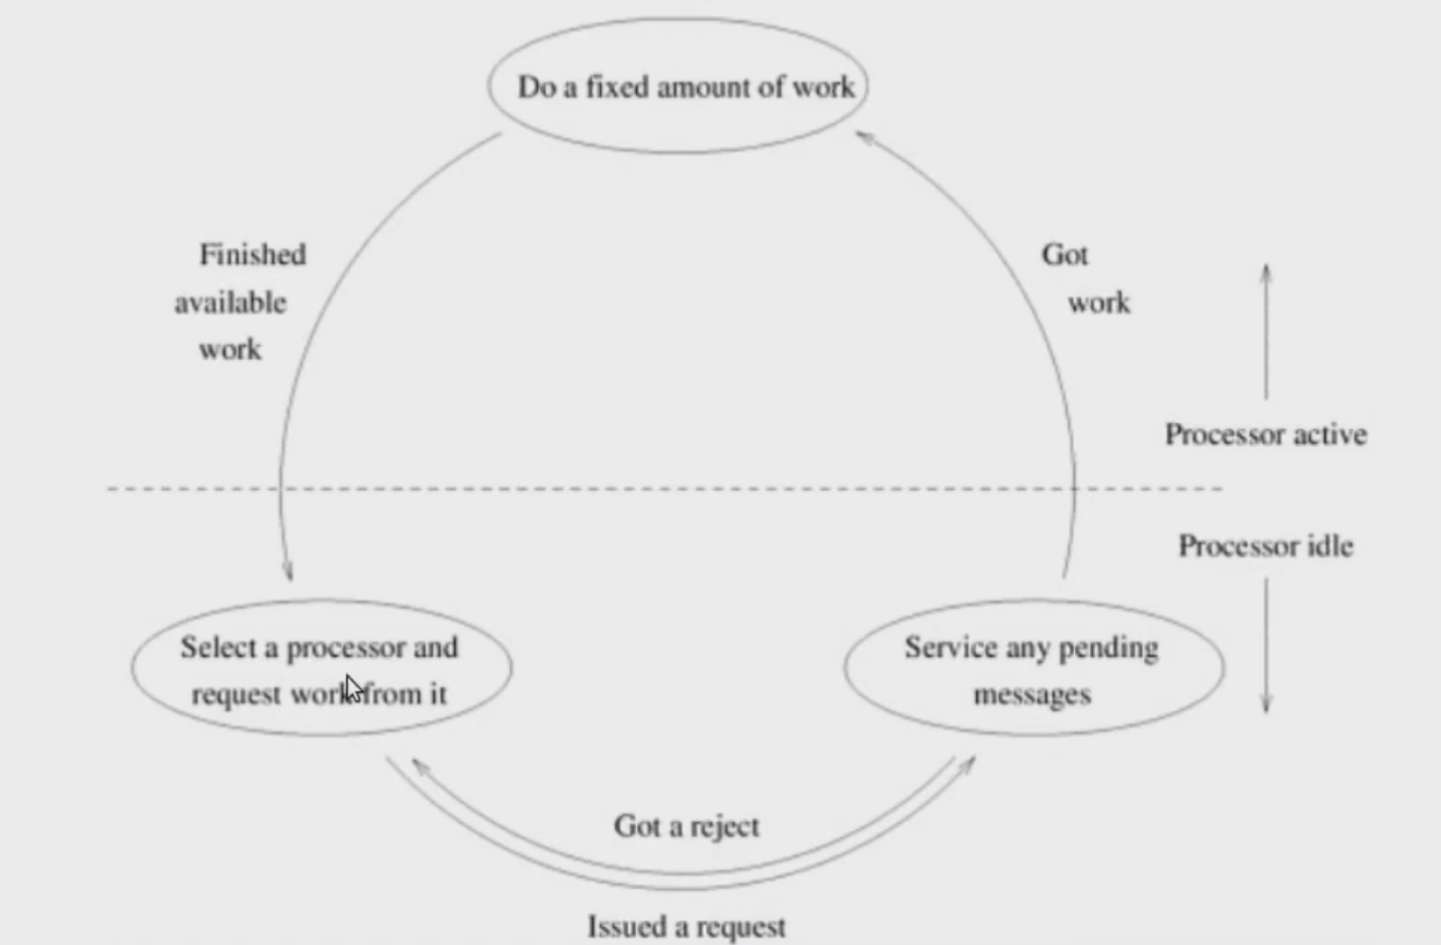 Do a fixed amount of work
Finished
available
work
Got
work
Processor active
Processor idle
Select a processor and
request work from it
Service any pending
messages
Got a reject
Issued a request